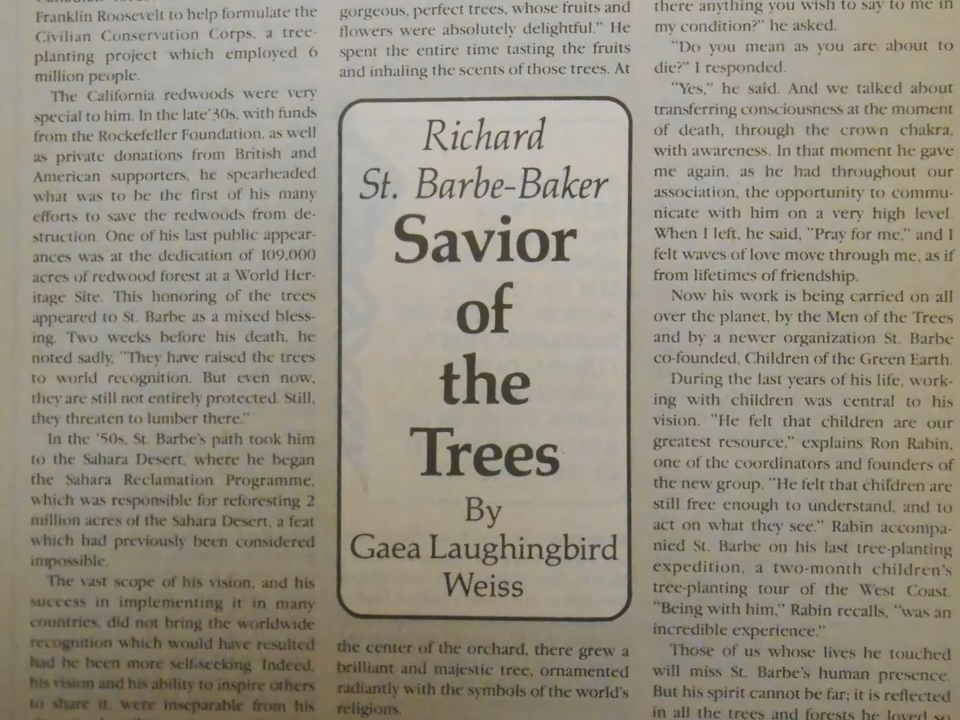 Franklin Roosevelt to help formulate the
Civilian Conservation Corps, a tree-
planting project which employed 6
million people.
The California redwoods were very
special to him. In the late '30s, with funds
from the Rockefeller Foundation, as well
as private donations from British and
American supporters, he spearheaded
what was to be the first of his many
efforts to save the redwoods from de-
struction. One of his last public appear-
ances was at the dedication of 109,000
acres of redwood forest at a World Her-
itage Site. This honoring of the trees
appeared to St. Barbe as a mixed bless-
ing. Two weeks before his death, he
noted sadly, "They have raised the trees
to world recognition. But even now,
they are still not entirely protected. Still,
they threaten to lumber there."
In the '50s, St. Barbe's path took him
to the Sahara Desert, where he began
the Sahara Reclamation Programme,
which was responsible for reforesting 2
million acres of the Sahara Desert, a feat
which had previously been considered
impossible.
The vast scope of his vision, and his
success in implementing it in many
countries, did not bring the worldwide
recognition which would have resulted
had he been more self-seeking. Indeed,
his vision and his ability to inspire others
to share it, were inseparable from his
gorgeous, perfect trees, whose fruits and
flowers were absolutely delightful." He
spent the entire time tasting the fruits
and inhaling the scents of those trees. At
Richard
St. Barbe-Baker
Savior
of
the
Trees
By
Gaea Laughingbird
Weiss
the center of the orchard, there grew a
brilliant and majestic tree, ornamented
radiantly with the symbols of the world's
religions.
there anything you wish to say to me in
my condition?" he asked.
"Do you mean as you are about to
die?" I responded.
"Yes," he said. And we talked about
transferring consciousness at the moment
of death, through the crown chakra,
with awareness. In that moment he gave
me again, as he had throughout our
association, the opportunity to commu-
nicate with him on a very high level.
When I left, he said, "Pray for me," and I
felt waves of love move through me, as if
from lifetimes of friendship.
Now his work is being carried on all
over the planet, by the Men of the Trees
and by a newer organization St. Barbe
co-founded, Children of the Green Earth.
During the last years of his life, work-
ing with children was central to his
vision. "He felt that children are our
greatest resource," explains Ron Rabin,
one of the coordinators and founders of
the new group. "He felt that children are
still free enough to understand, and to
act on what they see." Rabin accompa-
nied St. Barbe on his last tree-planting
expedition, a two-month children's
tree-planting tour of the West Coast.
"Being with him," Rabin recalls, "was an
incredible experience."
Those of us whose lives he touched
will miss St. Barbe's human presence.
But his spirit cannot be far; it is reflected
in all the trees and forests he loved so